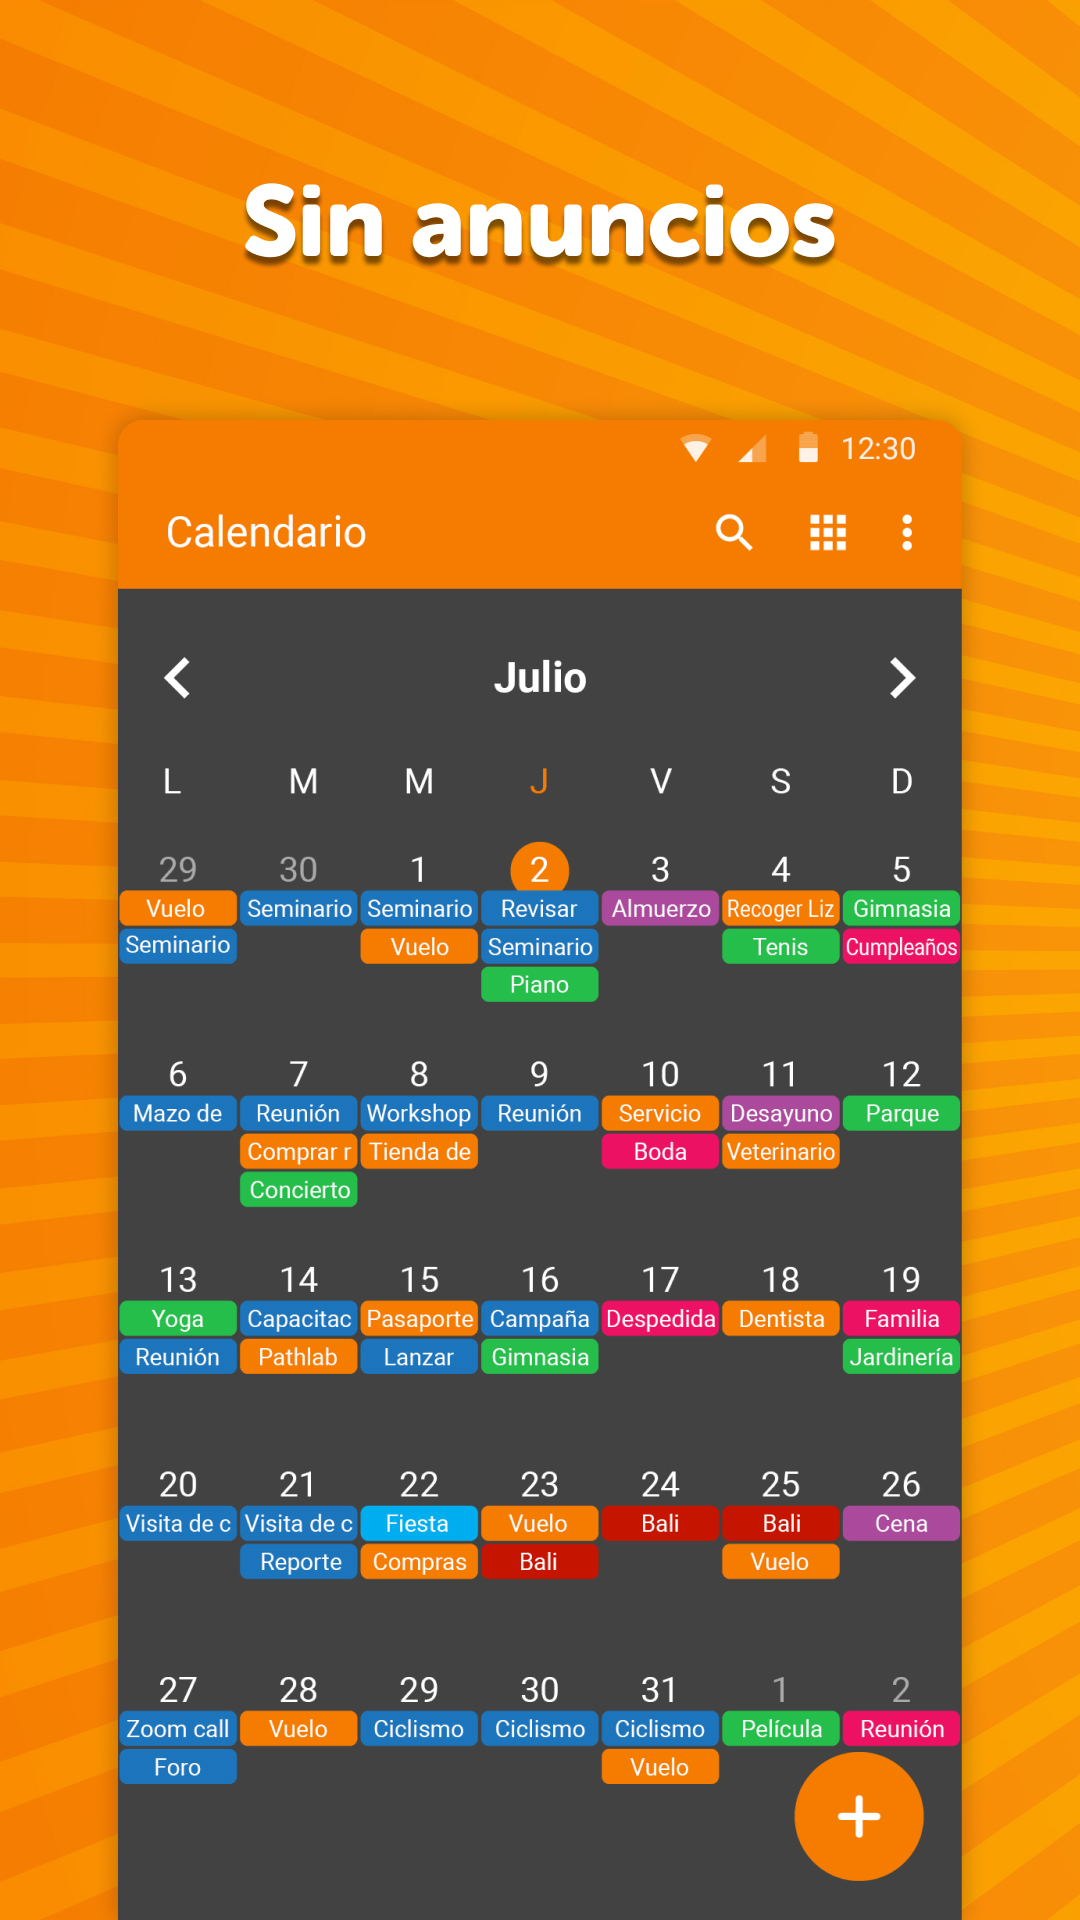 Sin anuncios
12:30
Calendario
Julio
L M M J V S D
29 30 1 2 3 4 5
Vuelo Seminario Seminario Revisar Almuerzo Recoger Liz Gimnasia
Seminario Vuelo Seminario Tenis Cumpleaños
Piano
6 7 8 9 10 11 12
Mazo de Reunión Workshop Reunión Servicio Desayuno Parque
Comprar r Tienda de Boda Veterinario
Concierto
13 14 15 16 17 18 19
Yoga Capacitac Pasaporte Campaña Despedida Dentista Familia
Reunión Pathlab Lanzar Gimnasia Jardinería
20 21 22 23 24 25 26
Visita de c Visita de c Fiesta Vuelo Bali Bali Cena
Reporte Compras Bali Vuelo
27 28 29 30 31 1 2
Zoom call Vuelo Ciclismo Ciclismo Ciclismo Película Reunión
Foro Vuelo